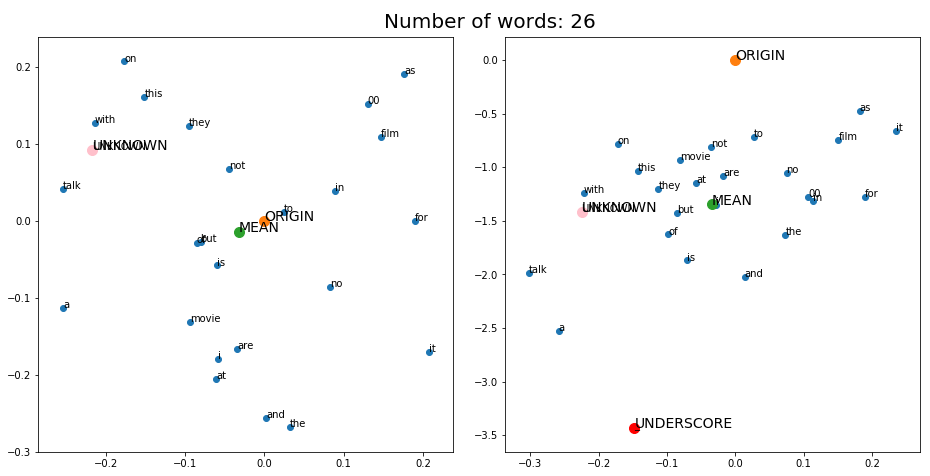 Number of words: 26
on
this
with
they
UNKNOWN
talk
not
as
00
film
in
to
ORIGIN
for
MEAN
of
but
is
no
a
movie
are
i
at
it
and
the
0.2
0.1
0.0
−0.1
−0.2
−0.3
−0.2
−0.1
0.0
0.1
0.2
ORIGIN
as
it
to
film
on
not
movie
this
are
no
at
they
with
00
in
for
MEAN
UNKNOWN
but
of
the
is
talk
and
a
UNDERSCORE
0.0
−0.5
−1.0
−1.5
−2.0
−2.5
−3.0
−3.5
−0.3
−0.2
−0.1
0.0
0.1
0.2